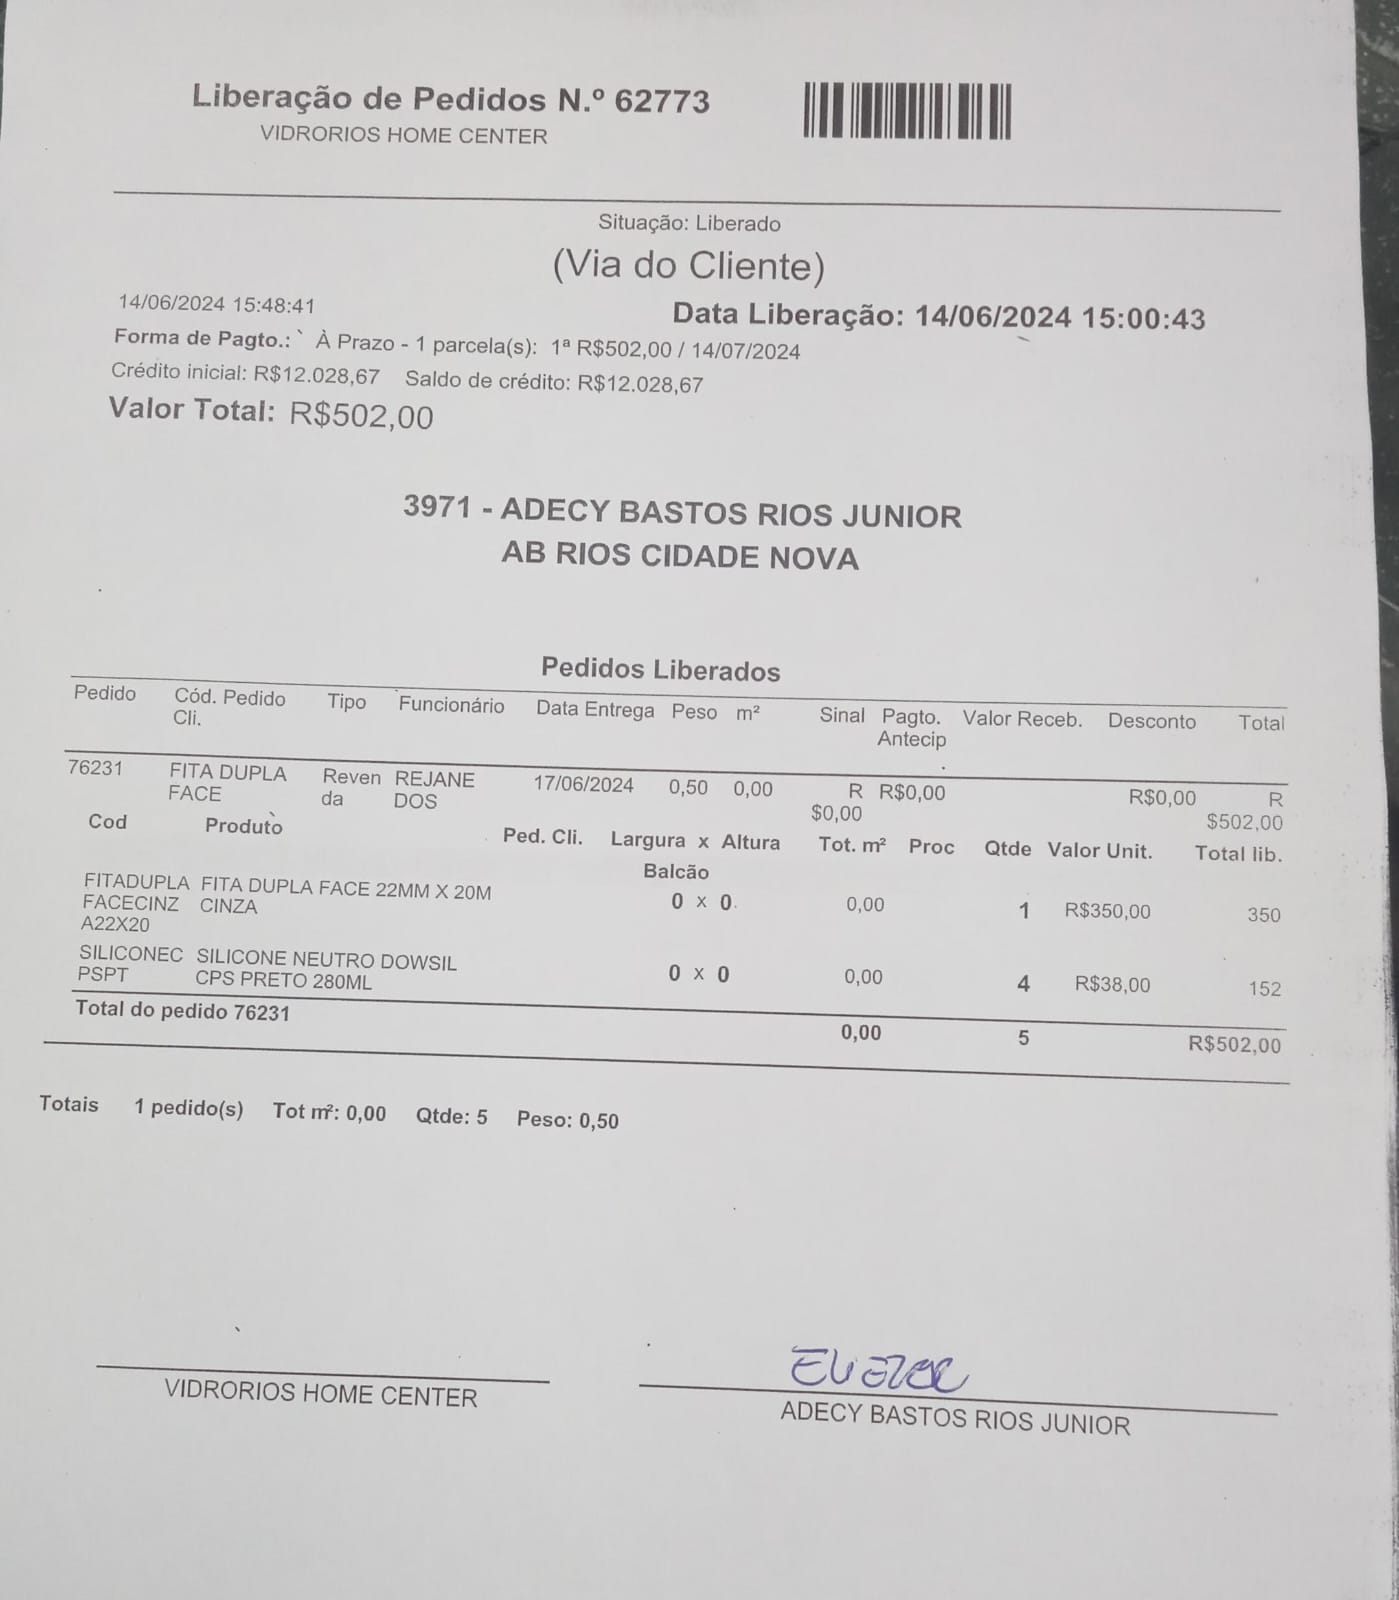 Liberação de Pedidos N.º 62773
VIDRORIOS HOME CENTER
Situação: Liberado
(Via do Cliente)
14/06/2024 15:48:41
Data Liberação: 14/06/2024 15:00:43
Forma de Pagto.: À Prazo - 1 parcela(s): 1ª R$502,00 / 14/07/2024
Crédito inicial: R$12.028,67 Saldo de crédito: R$12.028,67
Valor Total: R$502,00
3971 - ADECY BASTOS RIOS JUNIOR
AB RIOS CIDADE NOVA
Pedidos Liberados
Pedido Cód. Pedido Tipo Funcionário Data Entrega Peso m² Sinal Pagto. Valor Receb. Desconto Total
Cli. Antecip
76231 FITA DUPLA Reven REJANE 17/06/2024 0,50 0,00 R R$0,00 R$0,00 R
FACE da DOS $0,00 $502,00
Cod Produto Ped. Cli. Largura x Altura Tot. m² Proc Qtde Valor Unit. Total lib.
Balcão
FITADUPLA FITA DUPLA FACE 22MM X 20M 0 x 0 0,00 1 R$350,00 350
FACECINZ CINZA
A22X20
SILICONEC SILICONE NEUTRO DOWSIL 0 x 0 0,00 4 R$38,00 152
PSPT CPS PRETO 280ML
Total do pedido 76231 0,00 5 R$502,00
Totais 1 pedido(s) Tot m²: 0,00 Qtde: 5 Peso: 0,50
VIDRORIOS HOME CENTER
ADECY BASTOS RIOS JUNIOR